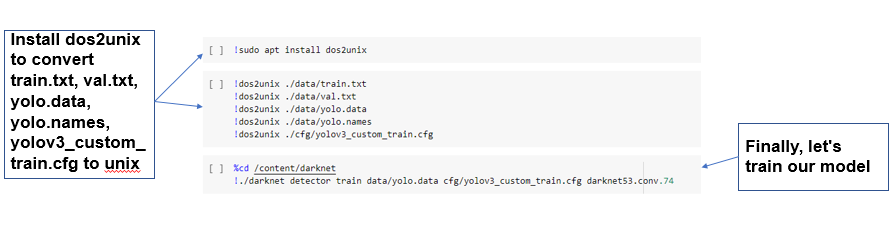 Install dos2unix
to convert
train.txt, val.txt,
yolo.data,
yolo.names,
yolov3_custom_
train.cfg to unix
[ ] !sudo apt install dos2unix
[ ] !dos2unix ./data/train.txt
!dos2unix ./data/val.txt
!dos2unix ./data/yolo.data
!dos2unix ./data/yolo.names
!dos2unix ./cfg/yolov3_custom_train.cfg
[ ] %cd /content/darknet
!./darknet detector train data/yolo.data cfg/yolov3_custom_train.cfg darknet53.conv.74
Finally, let's
train our model